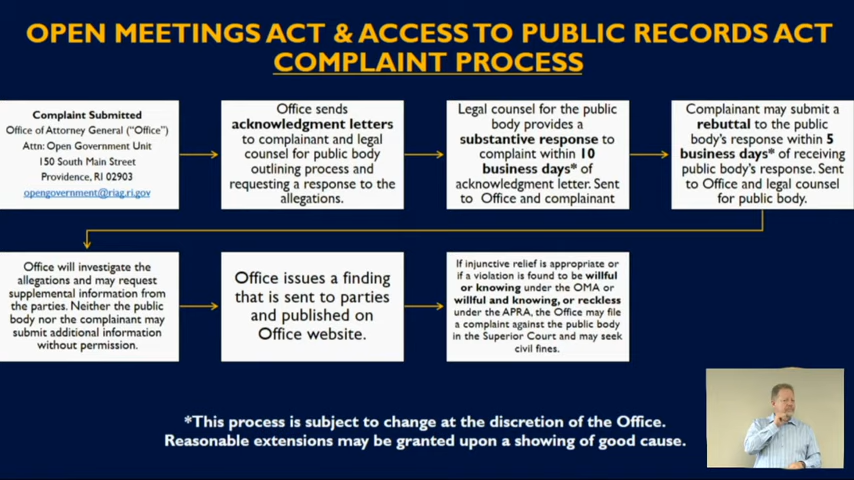 OPEN MEETINGS ACT & ACCESS TO PUBLIC RECORDS ACT
COMPLAINT PROCESS
Complaint Submitted
Office of Attorney General ("Office")
Attn: Open Government Unit
150 South Main Street
Providence, RI 02903
opengovernment@riag.ri.gov
Office sends
acknowledgment letters
to complainant and legal
counsel for public body
outlining process and
requesting a response to the
allegations.
Legal counsel for the public
body provides a
substantive response to
complaint within 10
business days* of
acknowledgment letter. Sent
to Office and complainant
Complainant may submit a
rebuttal to the public
body's response within 5
business days* of receiving
public body's response. Sent
to Office and legal counsel
for public body.
Office will investigate the
allegations and may request
supplemental information from
the parties. Neither the public
body nor the complainant may
submit additional information
without permission.
Office issues a finding
that is sent to parties
and published on
Office website.
If injunctive relief is appropriate or
if a violation is found to be willful
or knowing under the OMA or
willful and knowing, or reckless
under the APRA, the Office may file
a complaint against the public body
in the Superior Court and may seek
civil fines.
*This process is subject to change at the discretion of the Office.
Reasonable extensions may be granted upon a showing of good cause.